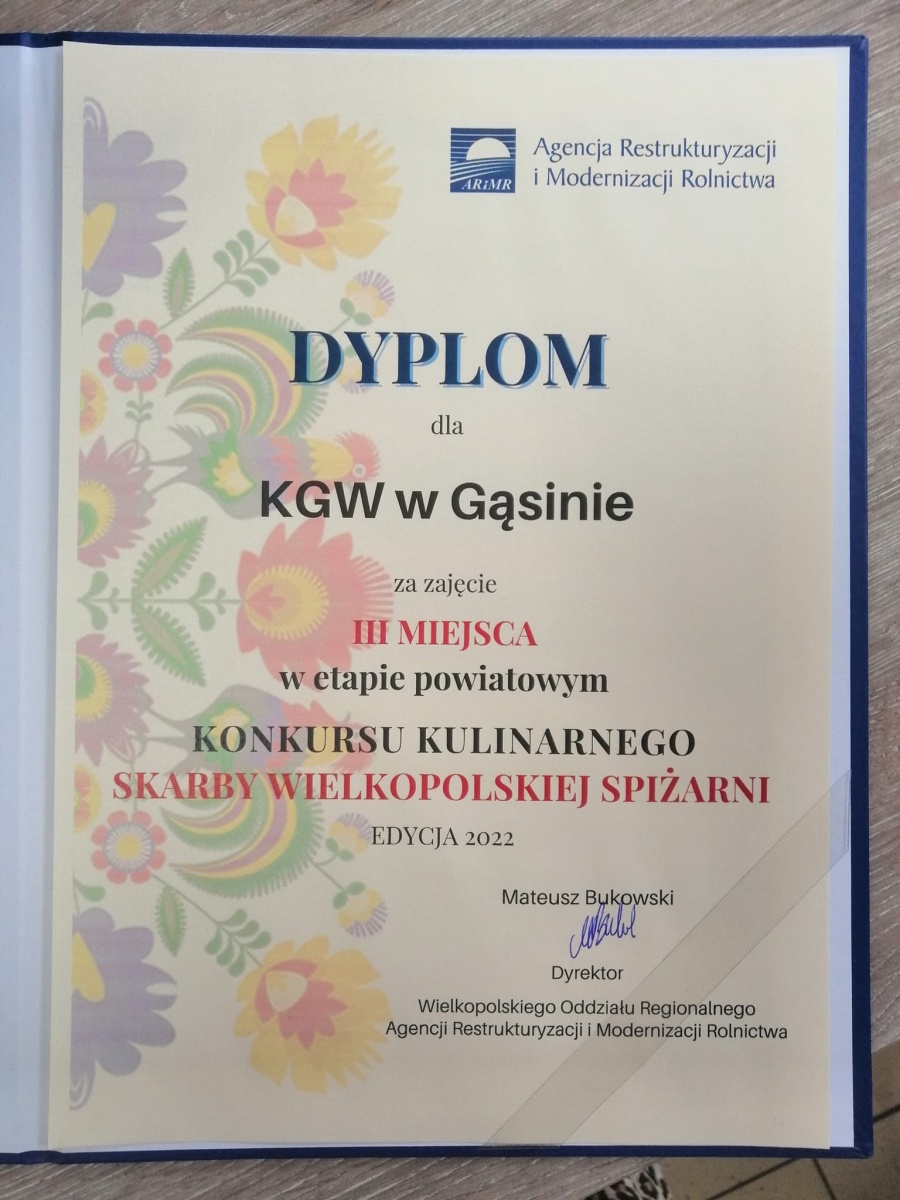 Agencja Restrukturyzacji
i Modernizacji Rolnictwa
ARiMR
DYPLOM
dla
KGW w Gąsinie
za zajęcie
III MIEJSCA
w etapie powiatowym
KONKURSU KULINARNEGO
SKARBY WIELKOPOLSKIEJ SPIŻARNI
EDYCJA 2022
Mateusz Bukowski
Dyrektor
Wielkopolskiego Oddziału Regionalnego
Agencji Restrukturyzacji i Modernizacji Rolnictwa